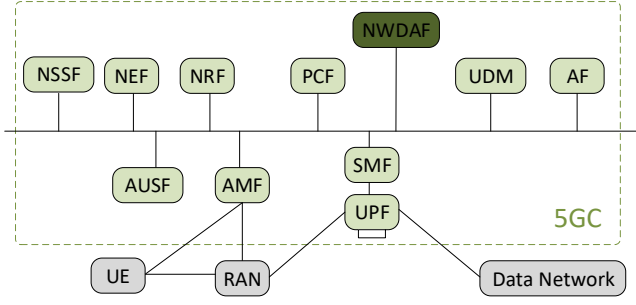 NWDAF
NSSF
NEF
NRF
PCF
UDM
AF
AUSF
AMF
SMF
UPF
5GC
UE
RAN
Data Network